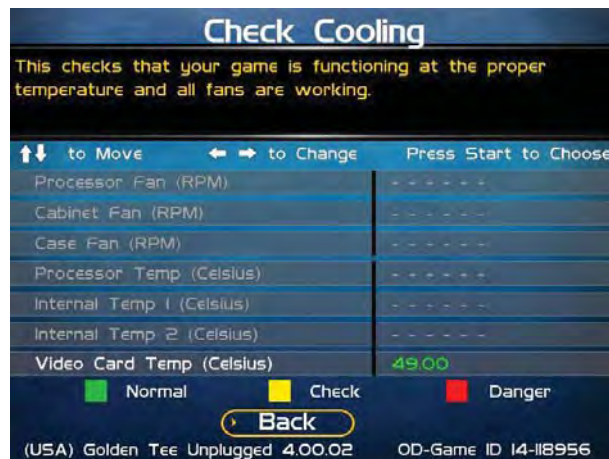 Check Cooling
This checks that your game is functioning at the proper
temperature and all fans are working.
to Move to Change Press Start to Choose
Processor Fan (RPM) - - - - - -
Cabinet Fan (RPM) - - - - - -
Case Fan (RPM) - - - - - -
Processor Temp (Celsius) - - - - - -
Internal Temp 1 (Celsius) - - - - - -
Internal Temp 2 (Celsius) - - - - - -
Video Card Temp (Celsius) 49.00
Normal Check Danger
Back
(USA) Golden Tee Unplugged 4.00.02 OD-Game ID 14-118956